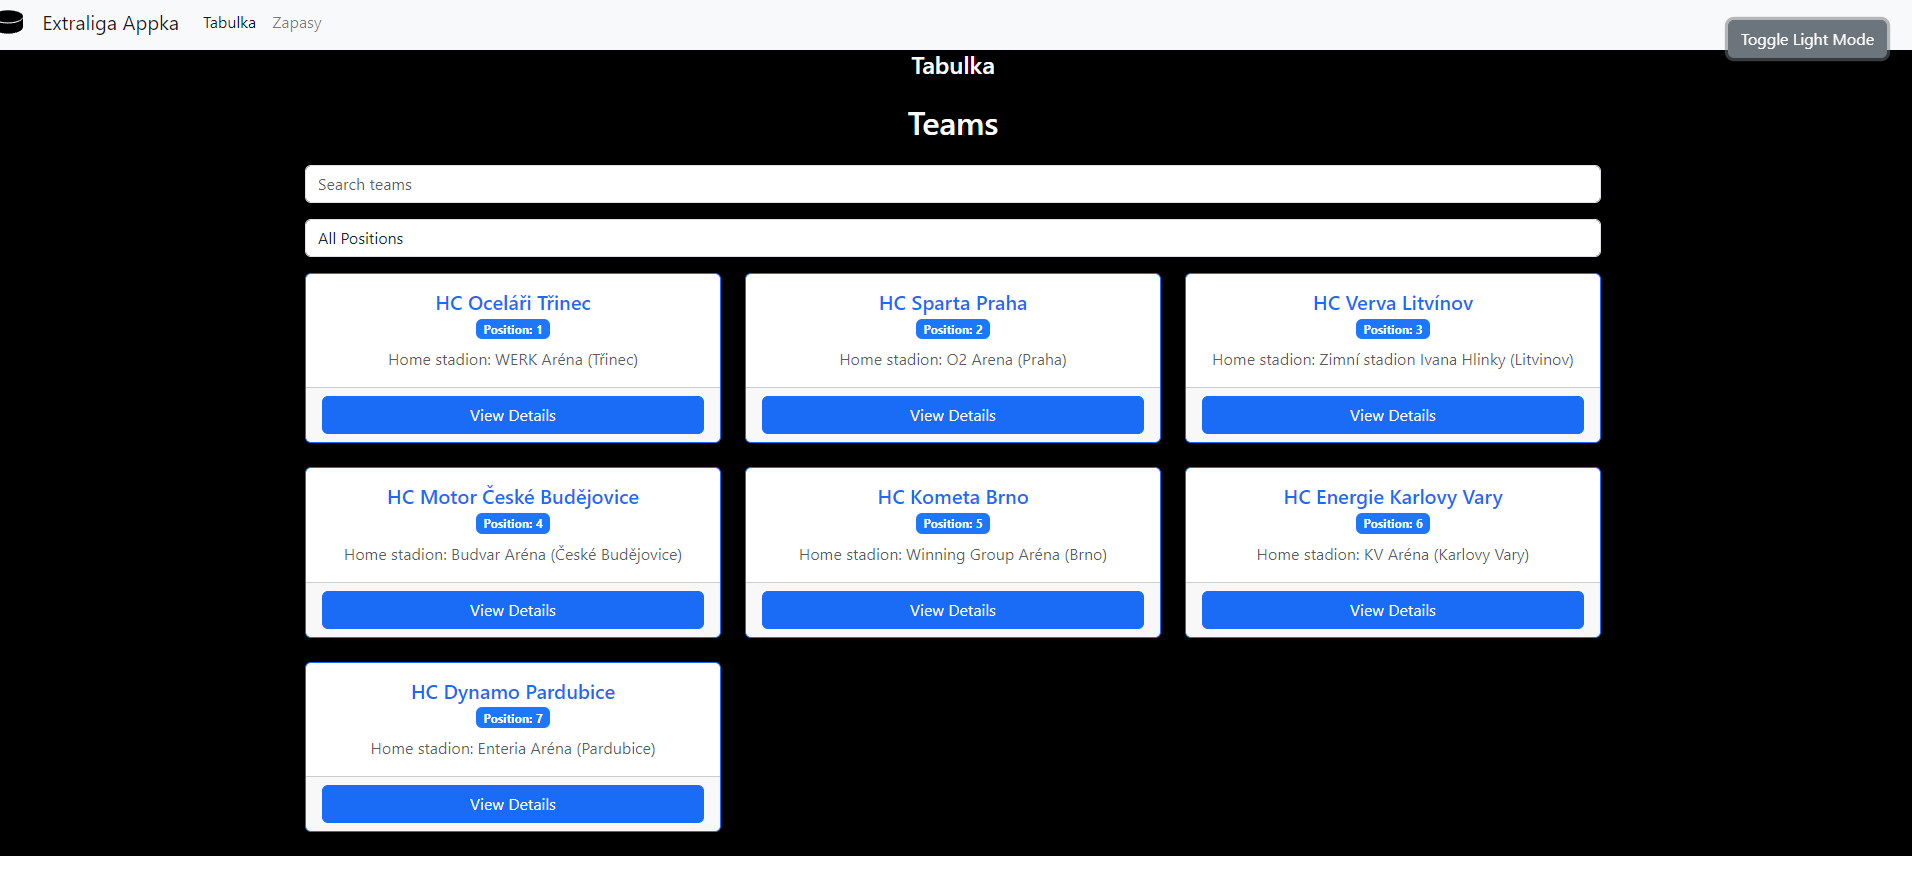 Extraliga Appka Tabulka Zapasy
Toggle Light Mode
Tabulka
Teams
Search teams
All Positions
HC Oceláři Třinec
Position: 1
Home stadion: WERK Aréna (Třinec)
View Details
HC Sparta Praha
Position: 2
Home stadion: O2 Arena (Praha)
View Details
HC Verva Litvínov
Position: 3
Home stadion: Zimní stadion Ivana Hlinky (Litvinov)
View Details
HC Motor České Budějovice
Position: 4
Home stadion: Budvar Aréna (České Budějovice)
View Details
HC Kometa Brno
Position: 5
Home stadion: Winning Group Aréna (Brno)
View Details
HC Energie Karlovy Vary
Position: 6
Home stadion: KV Aréna (Karlovy Vary)
View Details
HC Dynamo Pardubice
Position: 7
Home stadion: Enteria Aréna (Pardubice)
View Details